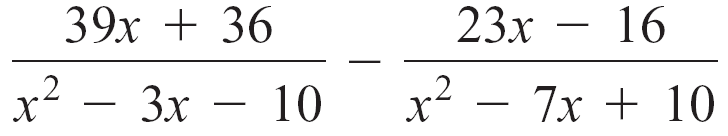 39x + 36 23x − 16
−
x² − 3x − 10 x² − 7x + 10